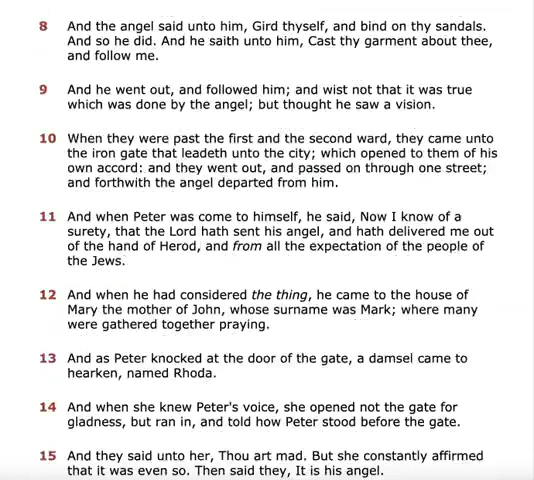 8 And the angel said unto him, Gird thyself, and bind on thy sandals.
And so he did. And he saith unto him, Cast thy garment about thee,
and follow me.
9 And he went out, and followed him; and wist not that it was true
which was done by the angel; but thought he saw a vision.
10 When they were past the first and the second ward, they came unto
the iron gate that leadeth unto the city; which opened to them of his
own accord: and they went out, and passed on through one street;
and forthwith the angel departed from him.
11 And when Peter was come to himself, he said, Now I know of a
surety, that the Lord hath sent his angel, and hath delivered me out
of the hand of Herod, and from all the expectation of the people of
the Jews.
12 And when he had considered the thing, he came to the house of
Mary the mother of John, whose surname was Mark; where many
were gathered together praying.
13 And as Peter knocked at the door of the gate, a damsel came to
hearken, named Rhoda.
14 And when she knew Peter's voice, she opened not the gate for
gladness, but ran in, and told how Peter stood before the gate.
15 And they said unto her, Thou art mad. But she constantly affirmed
that it was even so. Then said they, It is his angel.